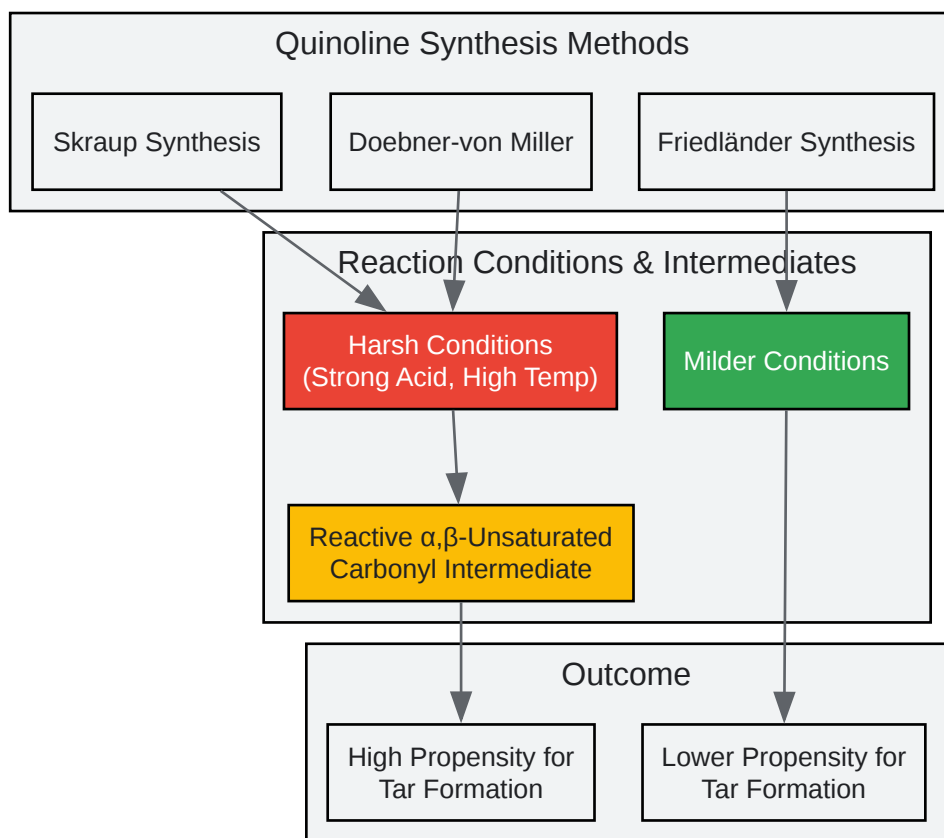 Quinoline Synthesis Methods
Skraup Synthesis
Doebner-von Miller
Friedländer Synthesis
Reaction Conditions & Intermediates
Harsh Conditions
(Strong Acid, High Temp)
Milder Conditions
Reactive α,β-Unsaturated
Carbonyl Intermediate
Outcome
High Propensity for
Tar Formation
Lower Propensity for
Tar Formation